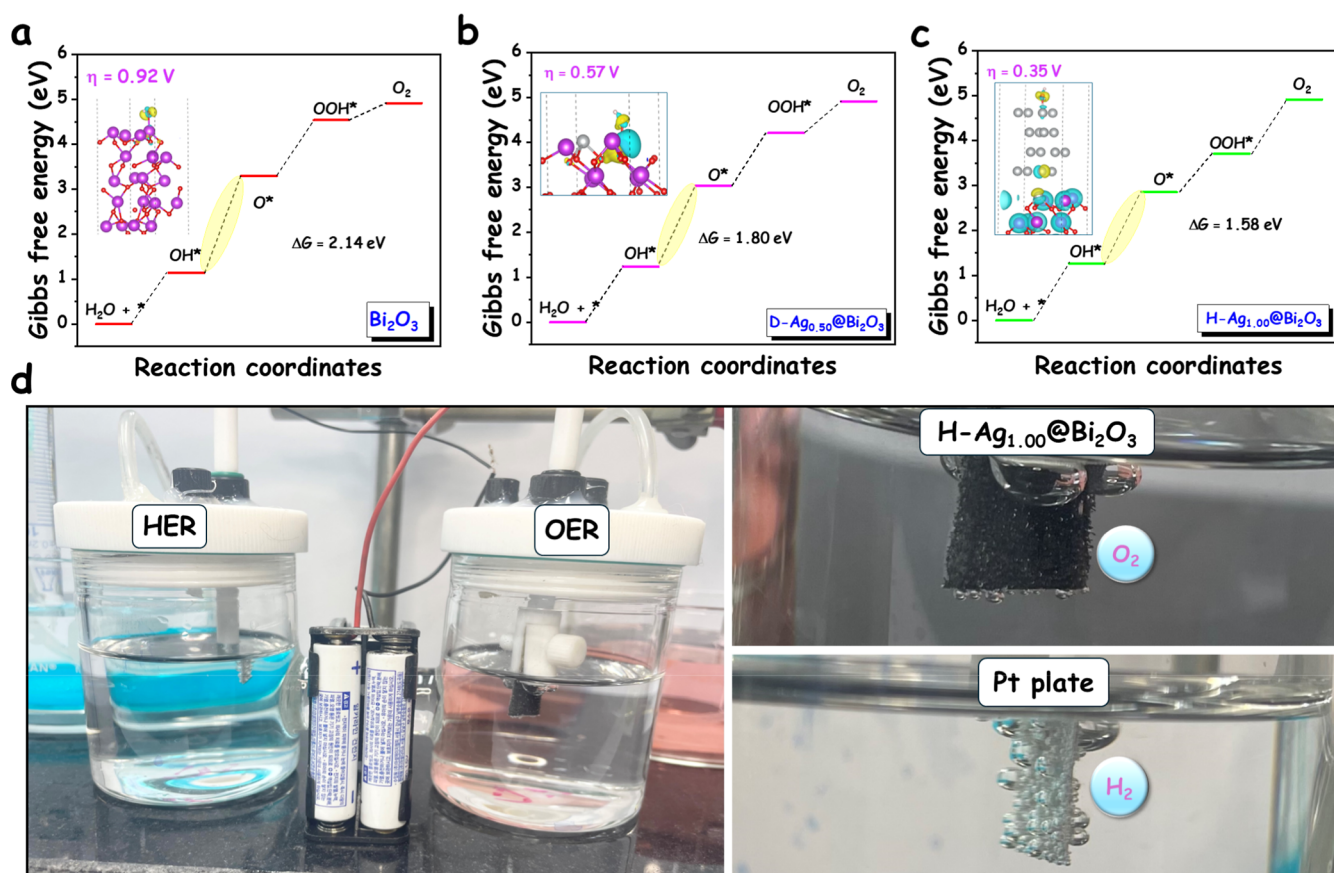 a
Gibbs free energy (eV)
6
5
4
3
2
1
0
η = 0.92 V
H₂O + *
OH*
O*
OOH*
O₂
ΔG = 2.14 eV
Bi₂O₃
Reaction coordinates
b
Gibbs free energy (eV)
6
5
4
3
2
1
0
η = 0.57 V
H₂O + *
OH*
O*
OOH*
O₂
ΔG = 1.80 eV
D-Ag₀.₅₀@Bi₂O₃
Reaction coordinates
c
Gibbs free energy (eV)
6
5
4
3
2
1
0
η = 0.35 V
H₂O + *
OH*
O*
OOH*
O₂
ΔG = 1.58 eV
H-Ag₁.₀₀@Bi₂O₃
Reaction coordinates
d
HER
OER
+
-
H-Ag₁.₀₀@Bi₂O₃
O₂
Pt plate
H₂